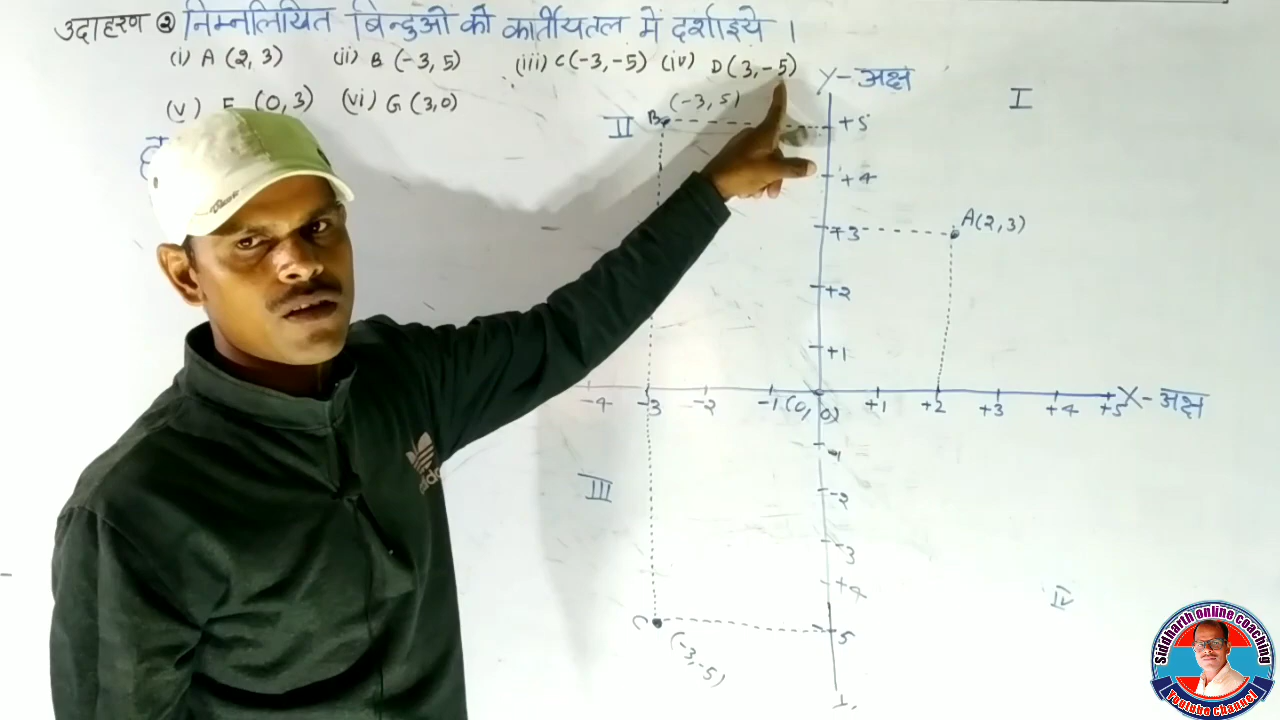 उदाहरण ② निम्नलिखित बिन्दुओ को कार्तीयतल में दर्शाइये ।
(i) A (2, 3) (ii) B (-3, 5) (iii) C(-3,-5) (iv) D(3,-5)
(v) F (0, 3) (vi) G (3,0)
Y-अक्ष
I
II
B
(-3, 5)
+5
+4
+3
A(2,3)
+2
+1
-4 -3 -2 -1 (0,0) +1 +2 +3 +4 +5 X-अक्ष
-1
III
-2
-3
+4
IV
C
(-3,-5)
5
adidas
Siddharth online coaching
Youtube Channel